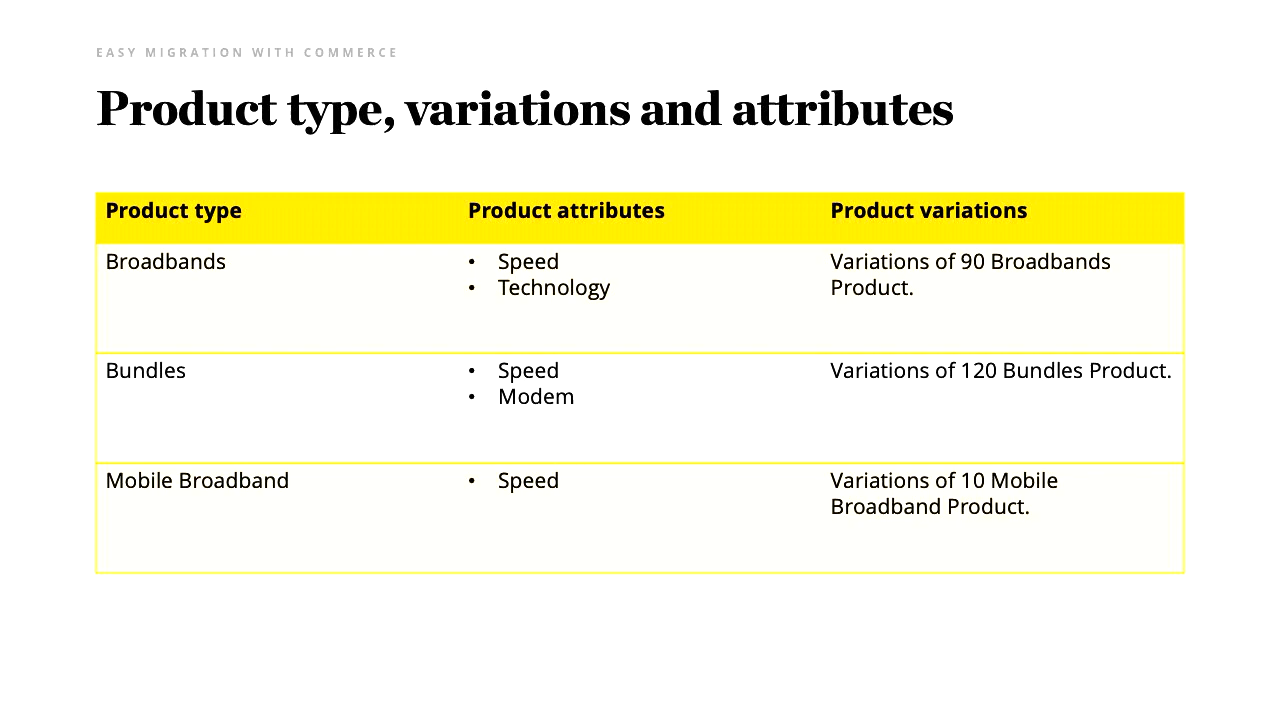 EASY MIGRATION WITH COMMERCE
Product type, variations and attributes
Product type
Product attributes
Product variations
Broadbands
• Speed
• Technology
Variations of 90 Broadbands
Product.
Bundles
• Speed
• Modem
Variations of 120 Bundles Product.
Mobile Broadband
• Speed
Variations of 10 Mobile
Broadband Product.